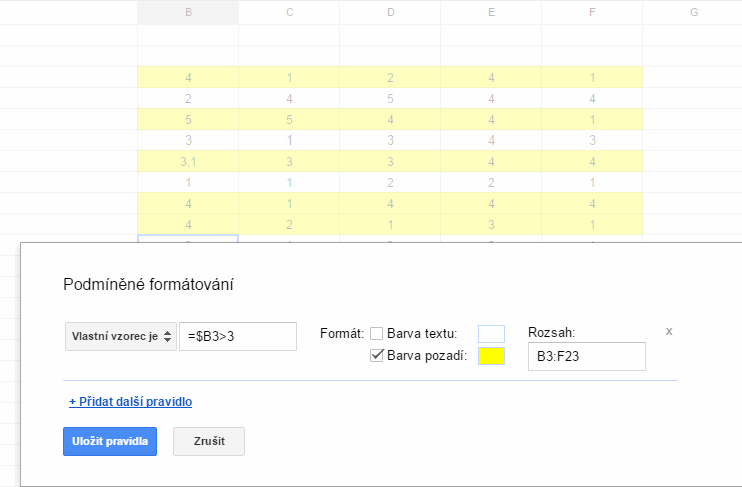 B C D E F G
4 1 2 4 1
2 4 5 4 4
5 5 4 4 1
3 1 3 4 3
3,1 3 3 4 4
1 1 2 2 1
4 1 4 4 4
4 2 1 3 1
Podmíněné formátování
Vlastní vzorec je =$B3>3 Formát: Barva textu: Rozsah: x
Barva pozadí: B3:F23
+ Přidat další pravidlo
Uložit pravidla Zrušit